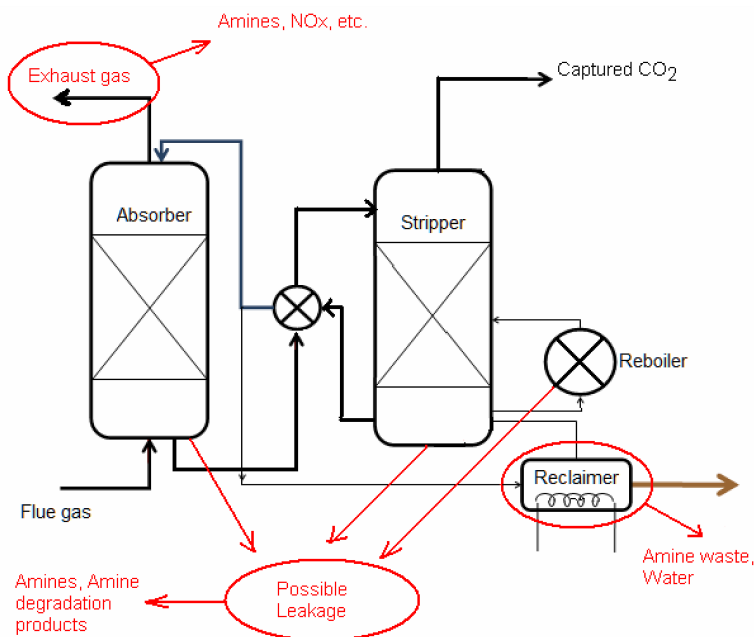 Amines, NOx, etc.
Exhaust gas
Captured CO2
Absorber
Stripper
Reboiler
Reclaimer
Flue gas
Amine waste,
Water
Possible
Leakage
Amines, Amine
degradation
products